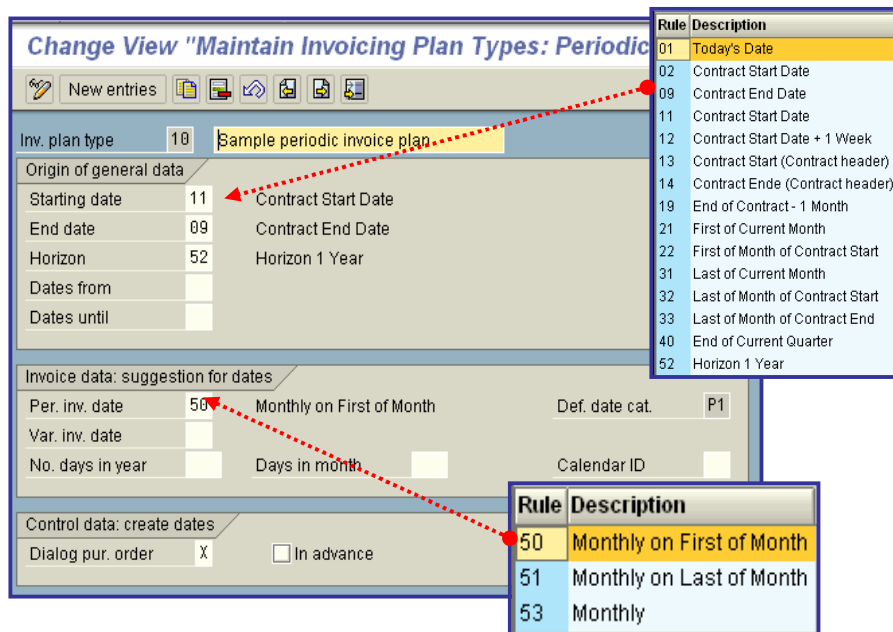 Change View "Maintain Invoicing Plan Types: Periodic
New entries
Inv. plan type 10 Sample periodic invoice plan
Origin of general data
Starting date 11 Contract Start Date
End date 09 Contract End Date
Horizon 52 Horizon 1 Year
Dates from
Dates until
Invoice data: suggestion for dates
Per. inv. date 50 Monthly on First of Month Def. date cat. P1
Var. inv. date
No. days in year Days in month Calendar ID
Control data: create dates
Dialog pur. order X In advance
Rule Description
01 Today's Date
02 Contract Start Date
09 Contract End Date
11 Contract Start Date
12 Contract Start Date + 1 Week
13 Contract Start (Contract header)
14 Contract Ende (Contract header)
19 End of Contract - 1 Month
21 First of Current Month
22 First of Month of Contract Start
31 Last of Current Month
32 Last of Month of Contract Start
33 Last of Month of Contract End
40 End of Current Quarter
52 Horizon 1 Year
Rule Description
50 Monthly on First of Month
51 Monthly on Last of Month
53 Monthly